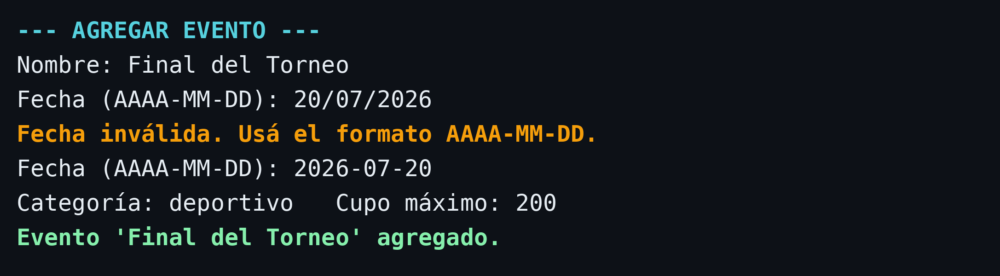 --- AGREGAR EVENTO ---
Nombre: Final del Torneo
Fecha (AAAA-MM-DD): 20/07/2026
Fecha inválida. Usá el formato AAAA-MM-DD.
Fecha (AAAA-MM-DD): 2026-07-20
Categoría: deportivo   Cupo máximo: 200
Evento 'Final del Torneo' agregado.